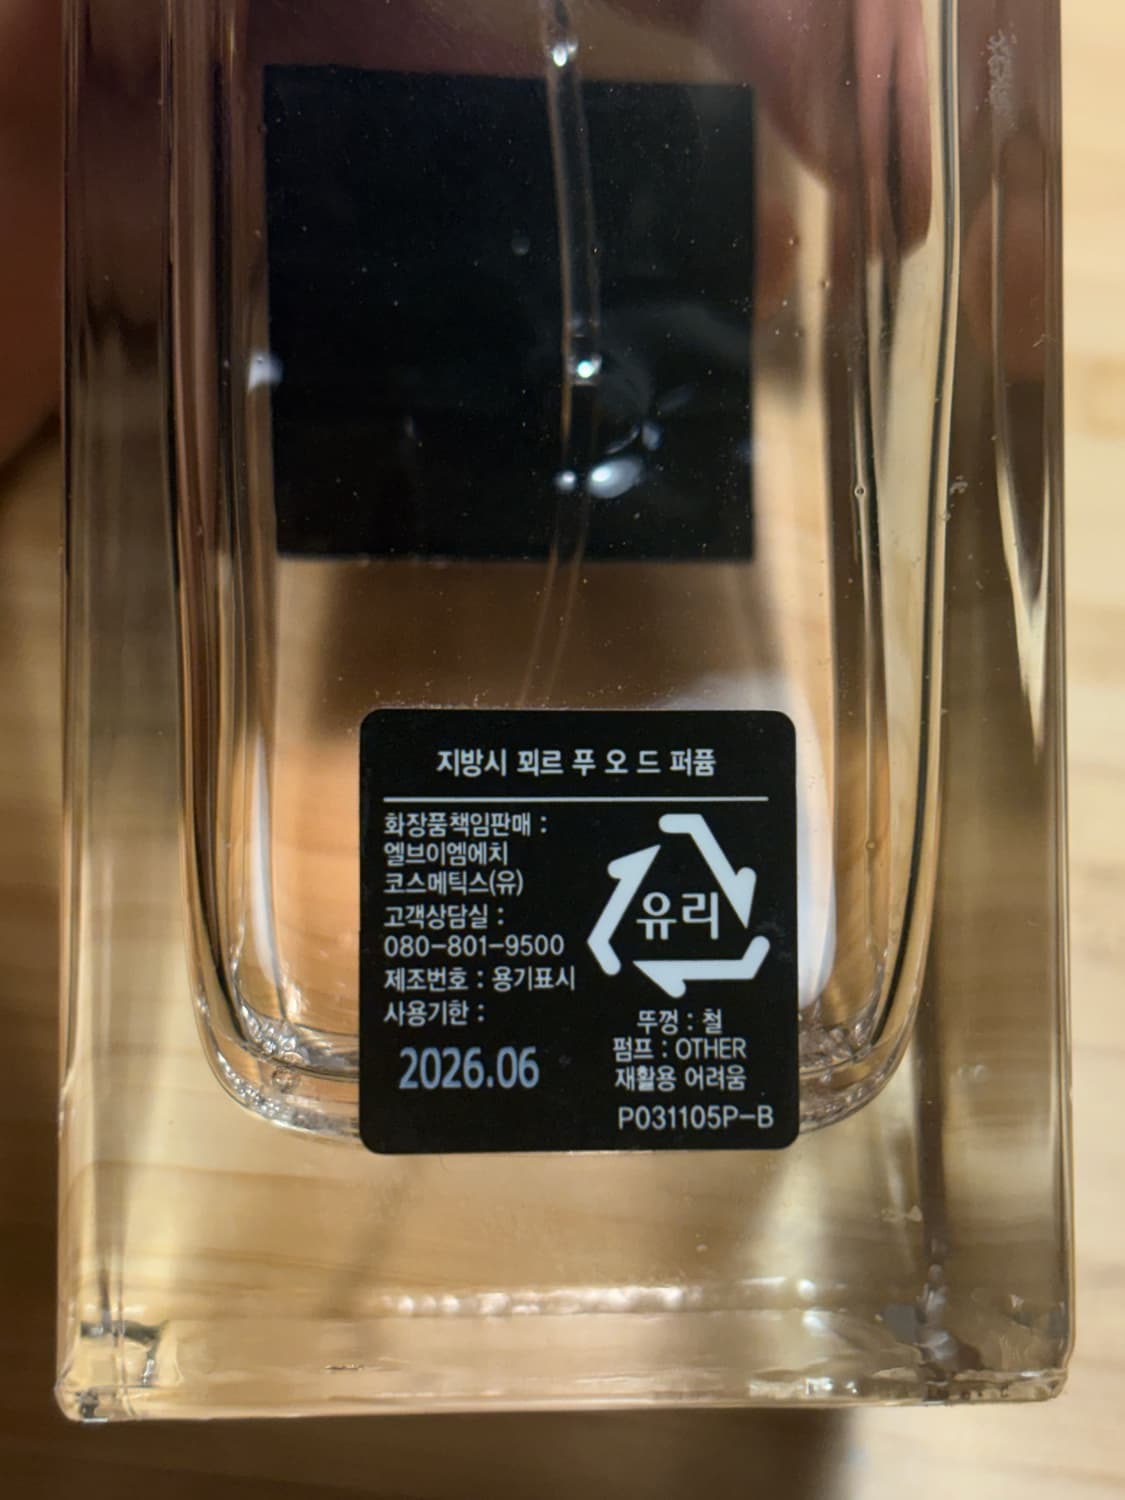 지방시 꾀르 푸 오 드 퍼퓸
화장품책임판매 :
엘브이엠에치
코스메틱스(유)
고객상담실 :
080-801-9500
제조번호 : 용기표시
사용기한 :
2026.06
유리
뚜껑 : 철
펌프 : OTHER
재활용 어려움
P031105P-B